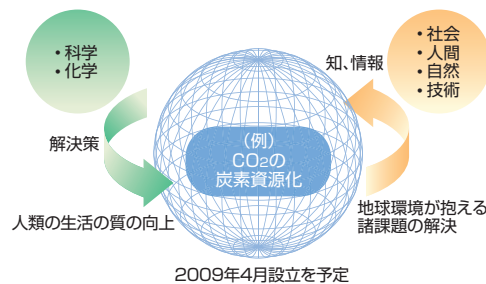 ・科学
・化学
・社会
・人間
・自然
・技術
知、情報
解決策
（例）
CO₂の
炭素資源化
人類の生活の質の向上
地球環境が抱える
諸課題の解決
2009年4月設立を予定